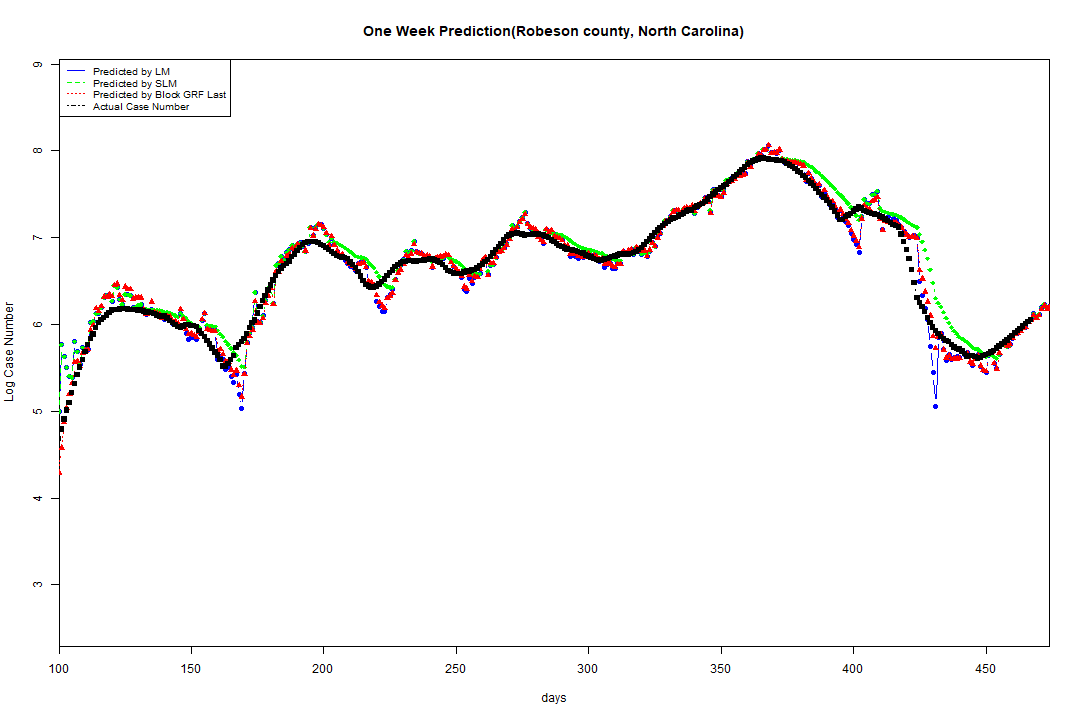 One Week Prediction(Robeson county, North Carolina)
Predicted by LM
Predicted by SLM
Predicted by Block GRF Last
Actual Case Number
Log Case Number
9
8
7
6
5
4
3
100 150 200 250 300 350 400 450
days